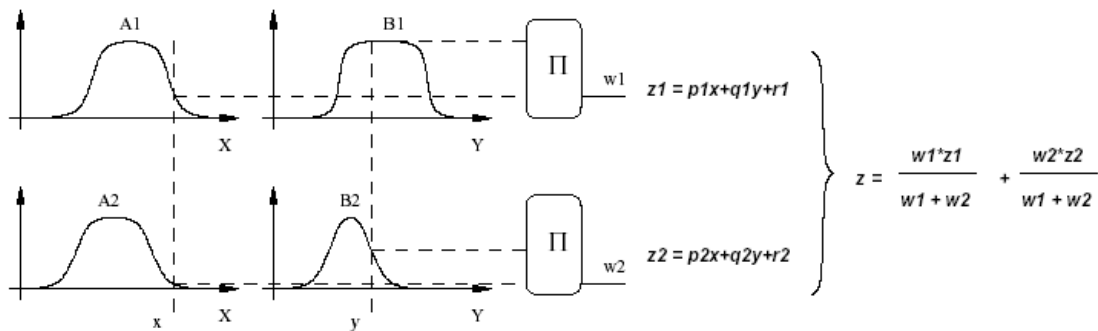 A1
B1
Π
w1
z1 = p1x+q1y+r1
X
Y
z = w1*z1 / w1 + w2 + w2*z2 / w1 + w2
A2
B2
Π
w2
z2 = p2x+q2y+r2
X
Y
x
y